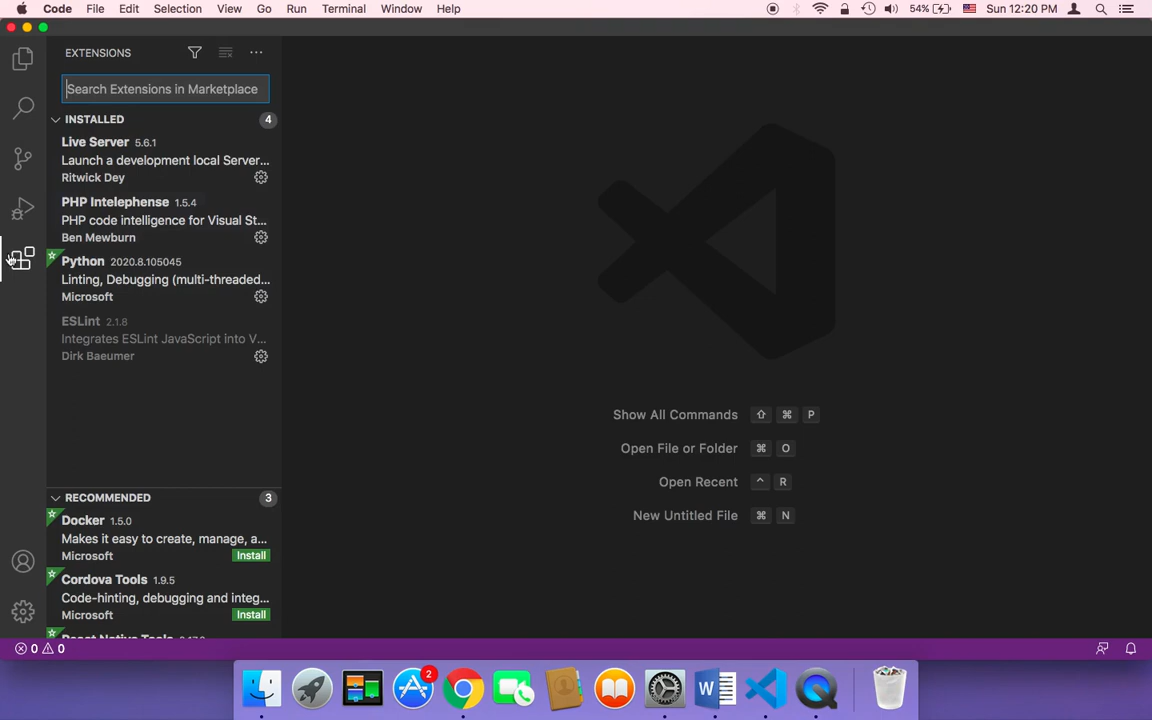 Code File Edit Selection View Go Run Terminal Window Help 54% Sun 12:20 PM
EXTENSIONS
Search Extensions in Marketplace
INSTALLED 4
Live Server 5.6.1
Launch a development local Server...
Ritwick Dey
PHP Intelephense 1.5.4
PHP code intelligence for Visual St...
Ben Mewburn
Python 2020.8.105045
Linting, Debugging (multi-threaded...
Microsoft
ESLint 2.1.8
Integrates ESLint JavaScript into V...
Dirk Baeumer
Show All Commands ⇧ ⌘ P
Open File or Folder ⌘ O
Open Recent ^ R
New Untitled File ⌘ N
RECOMMENDED 3
Docker 1.5.0
Makes it easy to create, manage, a...
Microsoft Install
Cordova Tools 1.9.5
Code-hinting, debugging and integ...
Microsoft Install
React Native Tools
0 0
2
W